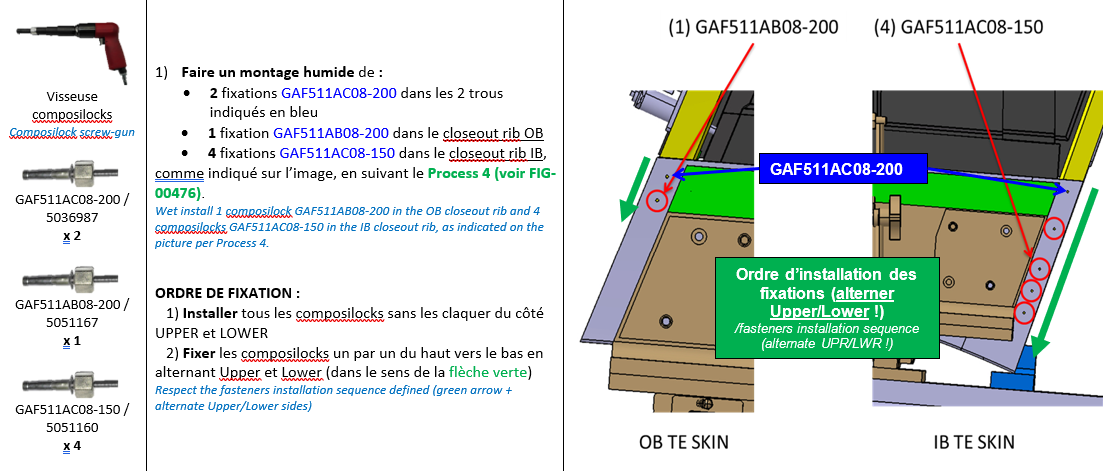 Visseuse
composilocks
Composilock screw-gun
GAF511AC08-200 /
5036987
x 2
GAF511AB08-200 /
5051167
x 1
GAF511AC08-150 /
5051160
x 4
1) Faire un montage humide de :
• 2 fixations GAF511AC08-200 dans les 2 trous
indiqués en bleu
• 1 fixation GAF511AB08-200 dans le closeout rib OB
• 4 fixations GAF511AC08-150 dans le closeout rib IB,
comme indiqué sur l'image, en suivant le Process 4 (voir FIG-
00476).
Wet install 1 composilock GAF511AB08-200 in the OB closeout rib and 4
composilocks GAF511AC08-150 in the IB closeout rib, as indicated on the
picture per Process 4.
ORDRE DE FIXATION :
1) Installer tous les composilocks sans les claquer du côté
UPPER et LOWER
2) Fixer les composilocks un par un du haut vers le bas en
alternant Upper et Lower (dans le sens de la flèche verte)
Respect the fasteners installation sequence defined (green arrow +
alternate Upper/Lower sides)
(1) GAF511AB08-200
(4) GAF511AC08-150
GAF511AC08-200
Ordre d'installation des
fixations (alterner
Upper/Lower !)
/fasteners installation sequence
(alternate UPR/LWR !)
OB TE SKIN
IB TE SKIN